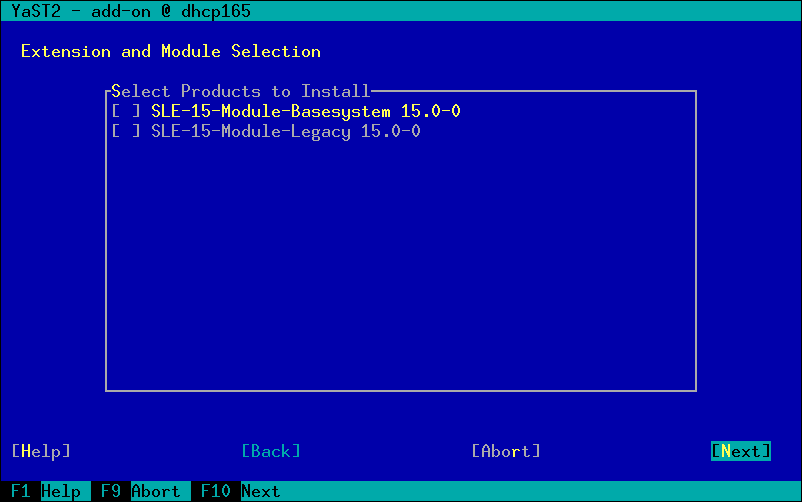 YaST2 - add-on @ dhcp165
Extension and Module Selection
Select Products to Install
[ ] SLE-15-Module-Basesystem 15.0-0
[ ] SLE-15-Module-Legacy 15.0-0
[Help] [Back] [Abort] [Next]
F1 Help F9 Abort F10 Next